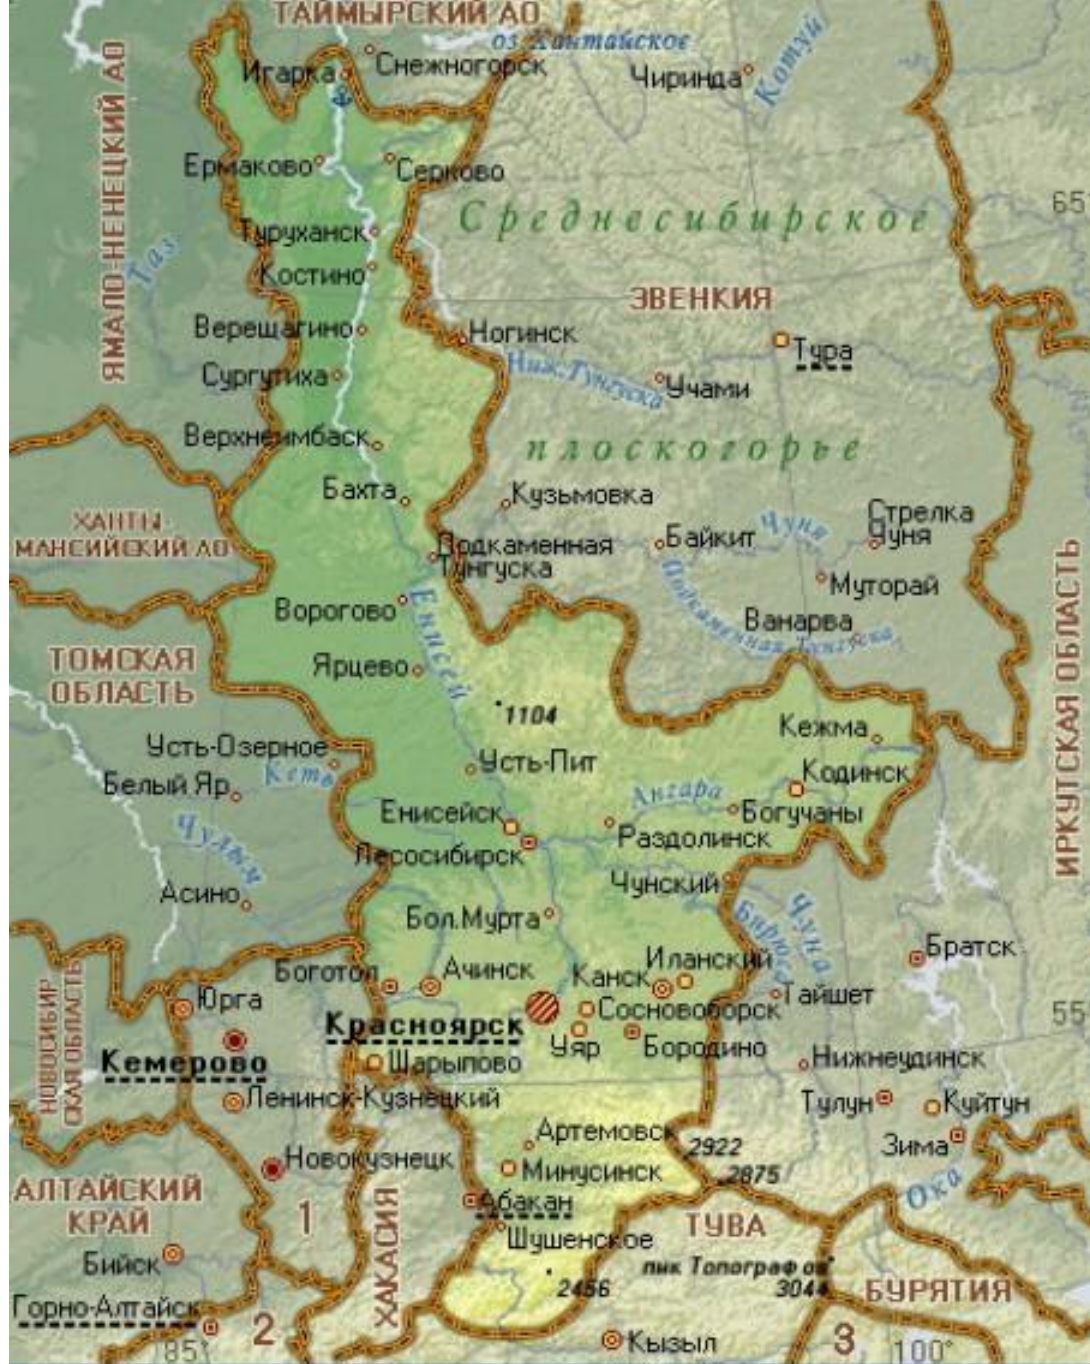 ТАЙМЫРСКИЙ АО
оз Хантайское
Игарка
Снежногорск
Чиринда
Котуй
ЯМАЛО-НЕНЕЦКИЙ АО
Ермаково
Серково
65
Среднесибирское
Таз
Туруханск
Костино
ЭВЕНКИЯ
Верещагино
Ногинск
Тура
Сургутиха
Ниж.Тунгуска
Учами
Верхнеимбаск
плоскогорье
Бахта
Кузьмовка
ХАНТЫ-
МАНСИЙСКИЙ АО
Подкаменная
Тунгуска
Байкит
Чуня
Стрелка
Чуня
Муторай
Подкаменная Тунгуска
Ванарва
Ворогово
Енисей
ТОМСКАЯ
ОБЛАСТЬ
Ярцево
ИРКУТСКАЯ ОБЛАСТЬ
1104
Кежма
Усть-Озерное
Кеть
Белый Яр
Усть-Пит
Кодинск
Ангара
Богучаны
Енисейск
Раздолинск
Лесосибирск
Чулым
Асино
Чунский
Бол.Мурта
Бирюса
Чуна
Братск
НОВОСИБИР
СКАЯ ОБЛАСТЬ
Боготол
Ачинск
Канск
Иланский
Юрга
Тайшет
55
Красноярск
Сосновоборск
Кемерово
Уяр
Бородино
Шарыпово
Нижнеудинск
Ленинск-Кузнецкий
Тулун
Куйтун
Зима
Артемовск
2922
Новокузнецк
Минусинск
2875
АЛТАЙСКИЙ
КРАЙ
1
ХАКАСИЯ
Абакан
Ока
Шушенское
ТУВА
Бийск
2456
пик Топографов
3044
БУРЯТИЯ
Горно-Алтайск
2
Кызыл
3
85°
100°